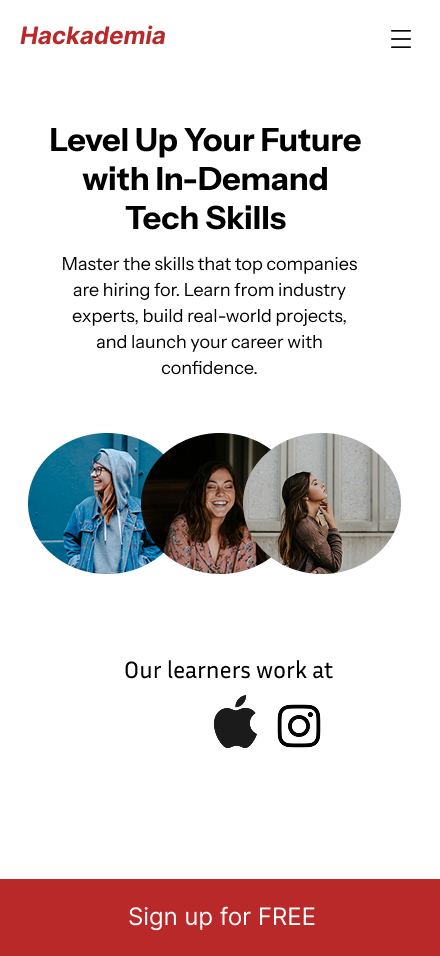 Hackademia
Level Up Your Future
with In-Demand
Tech Skills
Master the skills that top companies
are hiring for. Learn from industry
experts, build real-world projects,
and launch your career with
confidence.
Our learners work at
Sign up for FREE